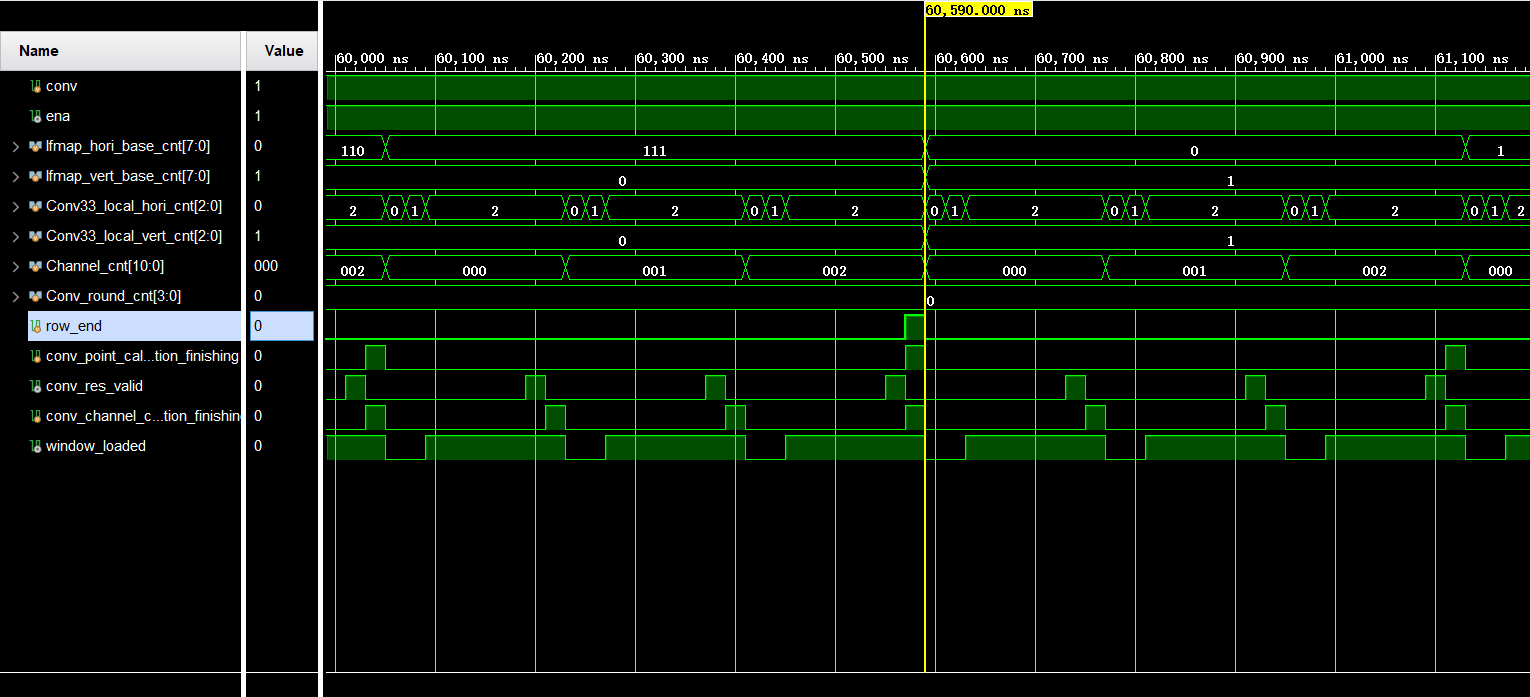 60,590.000 ns
Name Value
60,000 ns 60,100 ns 60,200 ns 60,300 ns 60,400 ns 60,500 ns 60,600 ns 60,700 ns 60,800 ns 60,900 ns 61,000 ns 61,100 ns
conv 1
ena 1
Ifmap_hori_base_cnt[7:0] 0 110 111 0 1
Ifmap_vert_base_cnt[7:0] 1 0 1
Conv33_local_hori_cnt[2:0] 0 2 0 1 2 0 1 2 0 1 2 0 1 2 0 1 2 0 1 2 0 1 2
Conv33_local_vert_cnt[2:0] 1 0 1
Channel_cnt[10:0] 000 002 000 001 002 000 001 002 000
Conv_round_cnt[3:0] 0 0
row_end 0
conv_point_cal...tion_finishing 0
conv_res_valid 0
conv_channel_c...tion_finishin 0
window_loaded 0